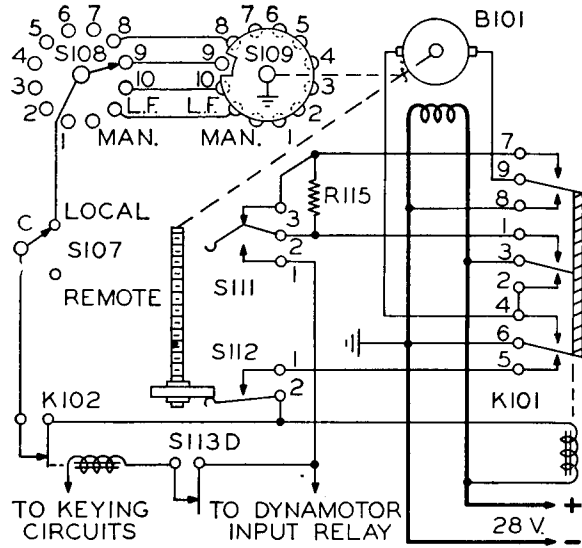 B101
5 6 7 8 8 7 6 5
S108 S109
4 9 9 4
3 10 10 3
2 L.F. L.F. 2
1 MAN. MAN. 1
7
9
R115
8
C LOCAL
3
1
S107
2
3
S111 1
2
REMOTE
4
6
S112 1
5
2
K102 K101
S113D
TO KEYING CIRCUITS
TO DYNAMOTOR INPUT RELAY
+
28 V.
−